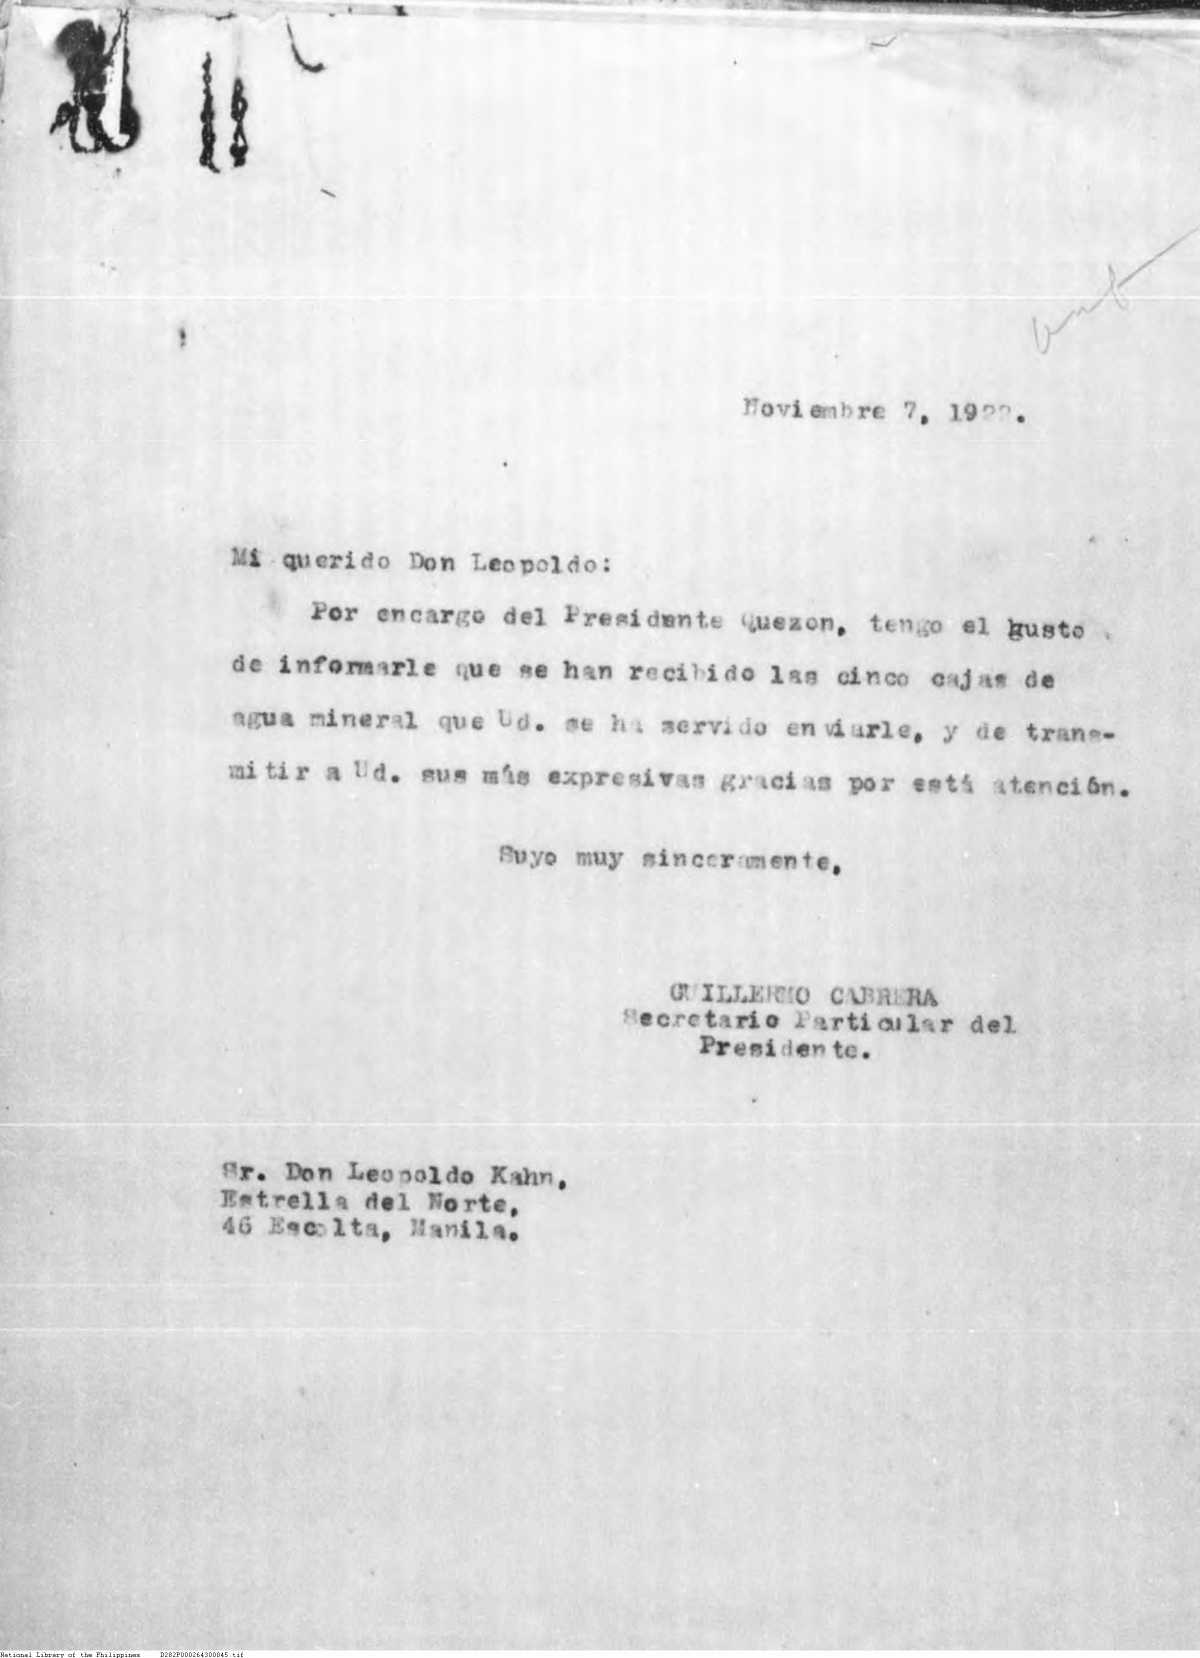 Noviembre 7, 1922.
Mi querido Don Leopoldo:
Por encargo del Presidente Quezon, tengo el gusto
de informarle que se han recibido las cinco cajas de
agua mineral que Ud. se ha servido enviarle, y de trans-
mitir a Ud. sus más expresivas gracias por está atención.
Suyo muy sinceramente,
GUILLERMO CABRERA
Secretario Particular del
Presidente.
Sr. Don Leopoldo Kahn,
Estrella del Norte,
46 Escolta, Manila.
National Library of the Philippines D282P000264300045.tif